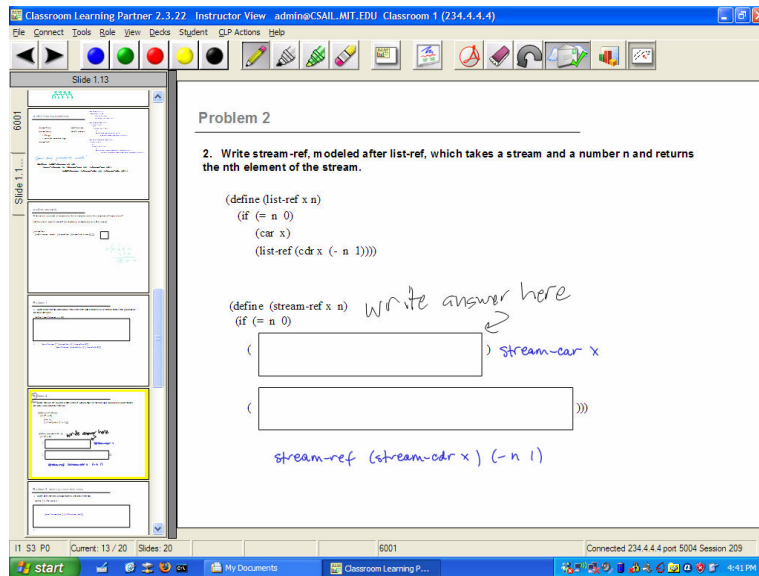 Classroom Learning Partner 2.3.22 Instructor View admin@CSAIL.MIT.EDU Classroom 1 (234.4.4.4)
File Connect Tools Role View Decks Student CLP Actions Help
Slide 1.13
6001
Slide 1.1...
Problem 2
2. Write stream-ref, modeled after list-ref, which takes a stream and a number n and returns
the nth element of the stream.
(define (list-ref x n)
(if (= n 0)
(car x)
(list-ref (cdr x (- n 1))))
(define (stream-ref x n) write answer here
(if (= n 0)
( ) stream-car x
( )))
stream-ref (stream-cdr x) (- n 1)
I1 S3 P0 Current: 13 / 20 Slides: 20 6001 Connected 234.4.4.4 port 5004 Session 209
start My Documents Classroom Learning P... 4:41 PM